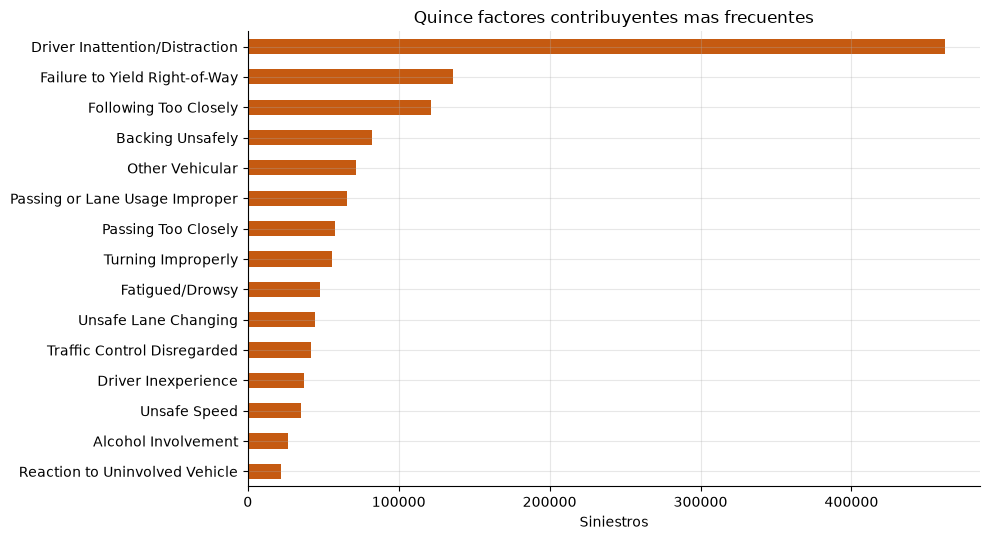 Quince factores contribuyentes mas frecuentes
Driver Inattention/Distraction
Failure to Yield Right-of-Way
Following Too Closely
Backing Unsafely
Other Vehicular
Passing or Lane Usage Improper
Passing Too Closely
Turning Improperly
Fatigued/Drowsy
Unsafe Lane Changing
Traffic Control Disregarded
Driver Inexperience
Unsafe Speed
Alcohol Involvement
Reaction to Uninvolved Vehicle
0 100000 200000 300000 400000
Siniestros